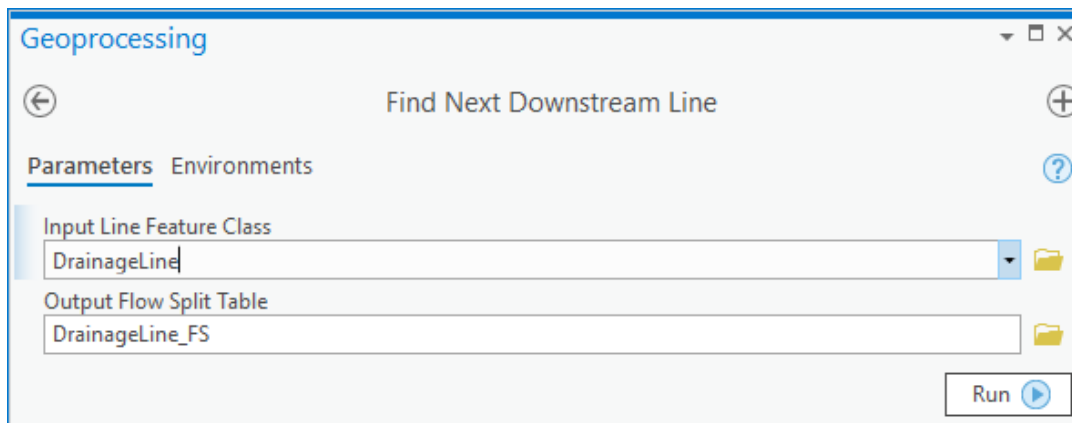 Geoprocessing
Find Next Downstream Line
Parameters Environments
Input Line Feature Class
DrainageLine
Output Flow Split Table
DrainageLine_FS
Run